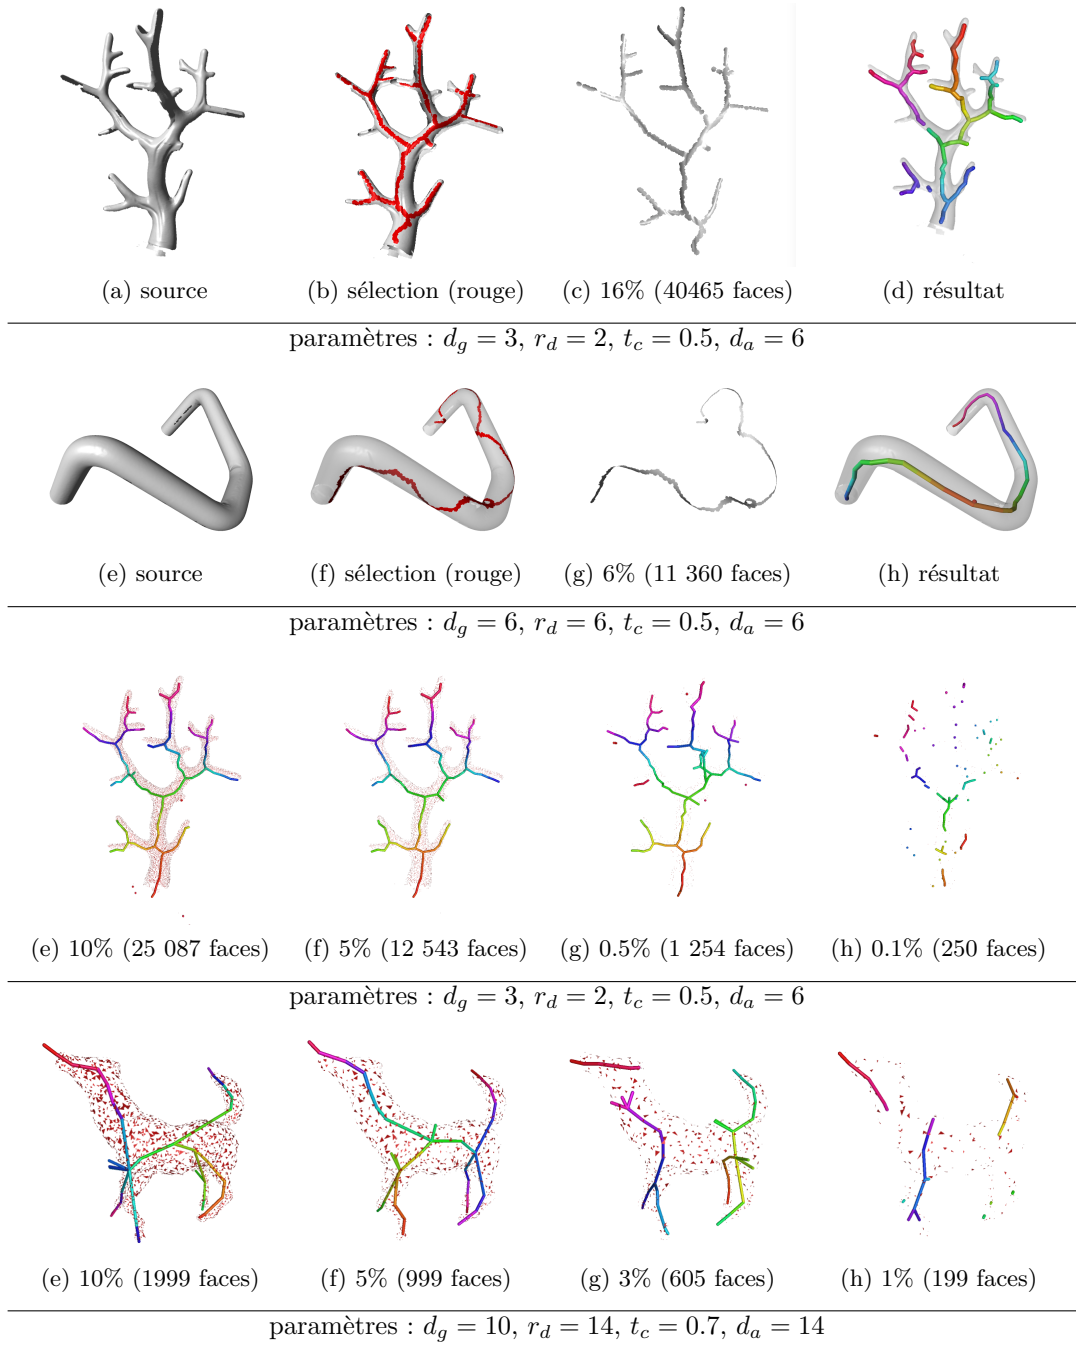 (a) source (b) sélection (rouge) (c) 16% (40465 faces) (d) résultat
paramètres : d_g = 3, r_d = 2, t_c = 0.5, d_a = 6
(e) source (f) sélection (rouge) (g) 6% (11 360 faces) (h) résultat
paramètres : d_g = 6, r_d = 6, t_c = 0.5, d_a = 6
(e) 10% (25 087 faces) (f) 5% (12 543 faces) (g) 0.5% (1 254 faces) (h) 0.1% (250 faces)
paramètres : d_g = 3, r_d = 2, t_c = 0.5, d_a = 6
(e) 10% (1999 faces) (f) 5% (999 faces) (g) 3% (605 faces) (h) 1% (199 faces)
paramètres : d_g = 10, r_d = 14, t_c = 0.7, d_a = 14